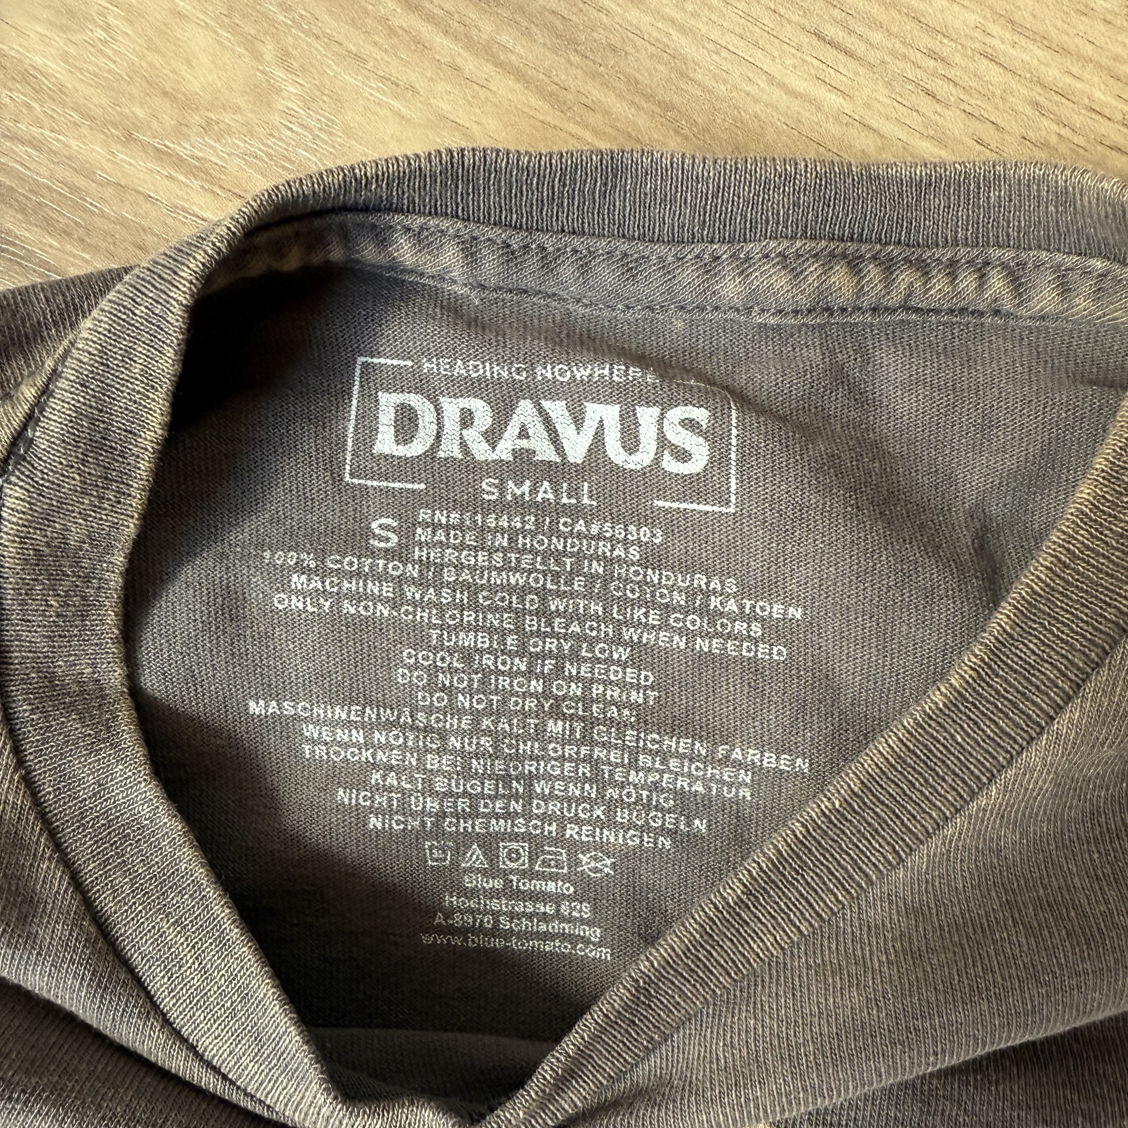 HEADING NOWHERE
DRAVUS
SMALL
S
RN#115442 / CA#56303
MADE IN HONDURAS
HERGESTELLT IN HONDURAS
100% COTTON / BAUMWOLLE / COTON / KATOEN
MACHINE WASH COLD WITH LIKE COLORS
ONLY NON-CHLORINE BLEACH WHEN NEEDED
TUMBLE DRY LOW
COOL IRON IF NEEDED
DO NOT IRON ON PRINT
DO NOT DRY CLEAN
MASCHINENWÄSCHE KALT MIT GLEICHEN FARBEN
WENN NÖTIG NUR CHLORFREI BLEICHEN
TROCKNEN BEI NIEDRIGER TEMPERATUR
KALT BÜGELN WENN NÖTIG
NICHT ÜBER DEN DRUCK BÜGELN
NICHT CHEMISCH REINIGEN
Blue Tomato
Hochstrasse 628
A-8970 Schladming
www.blue-tomato.com